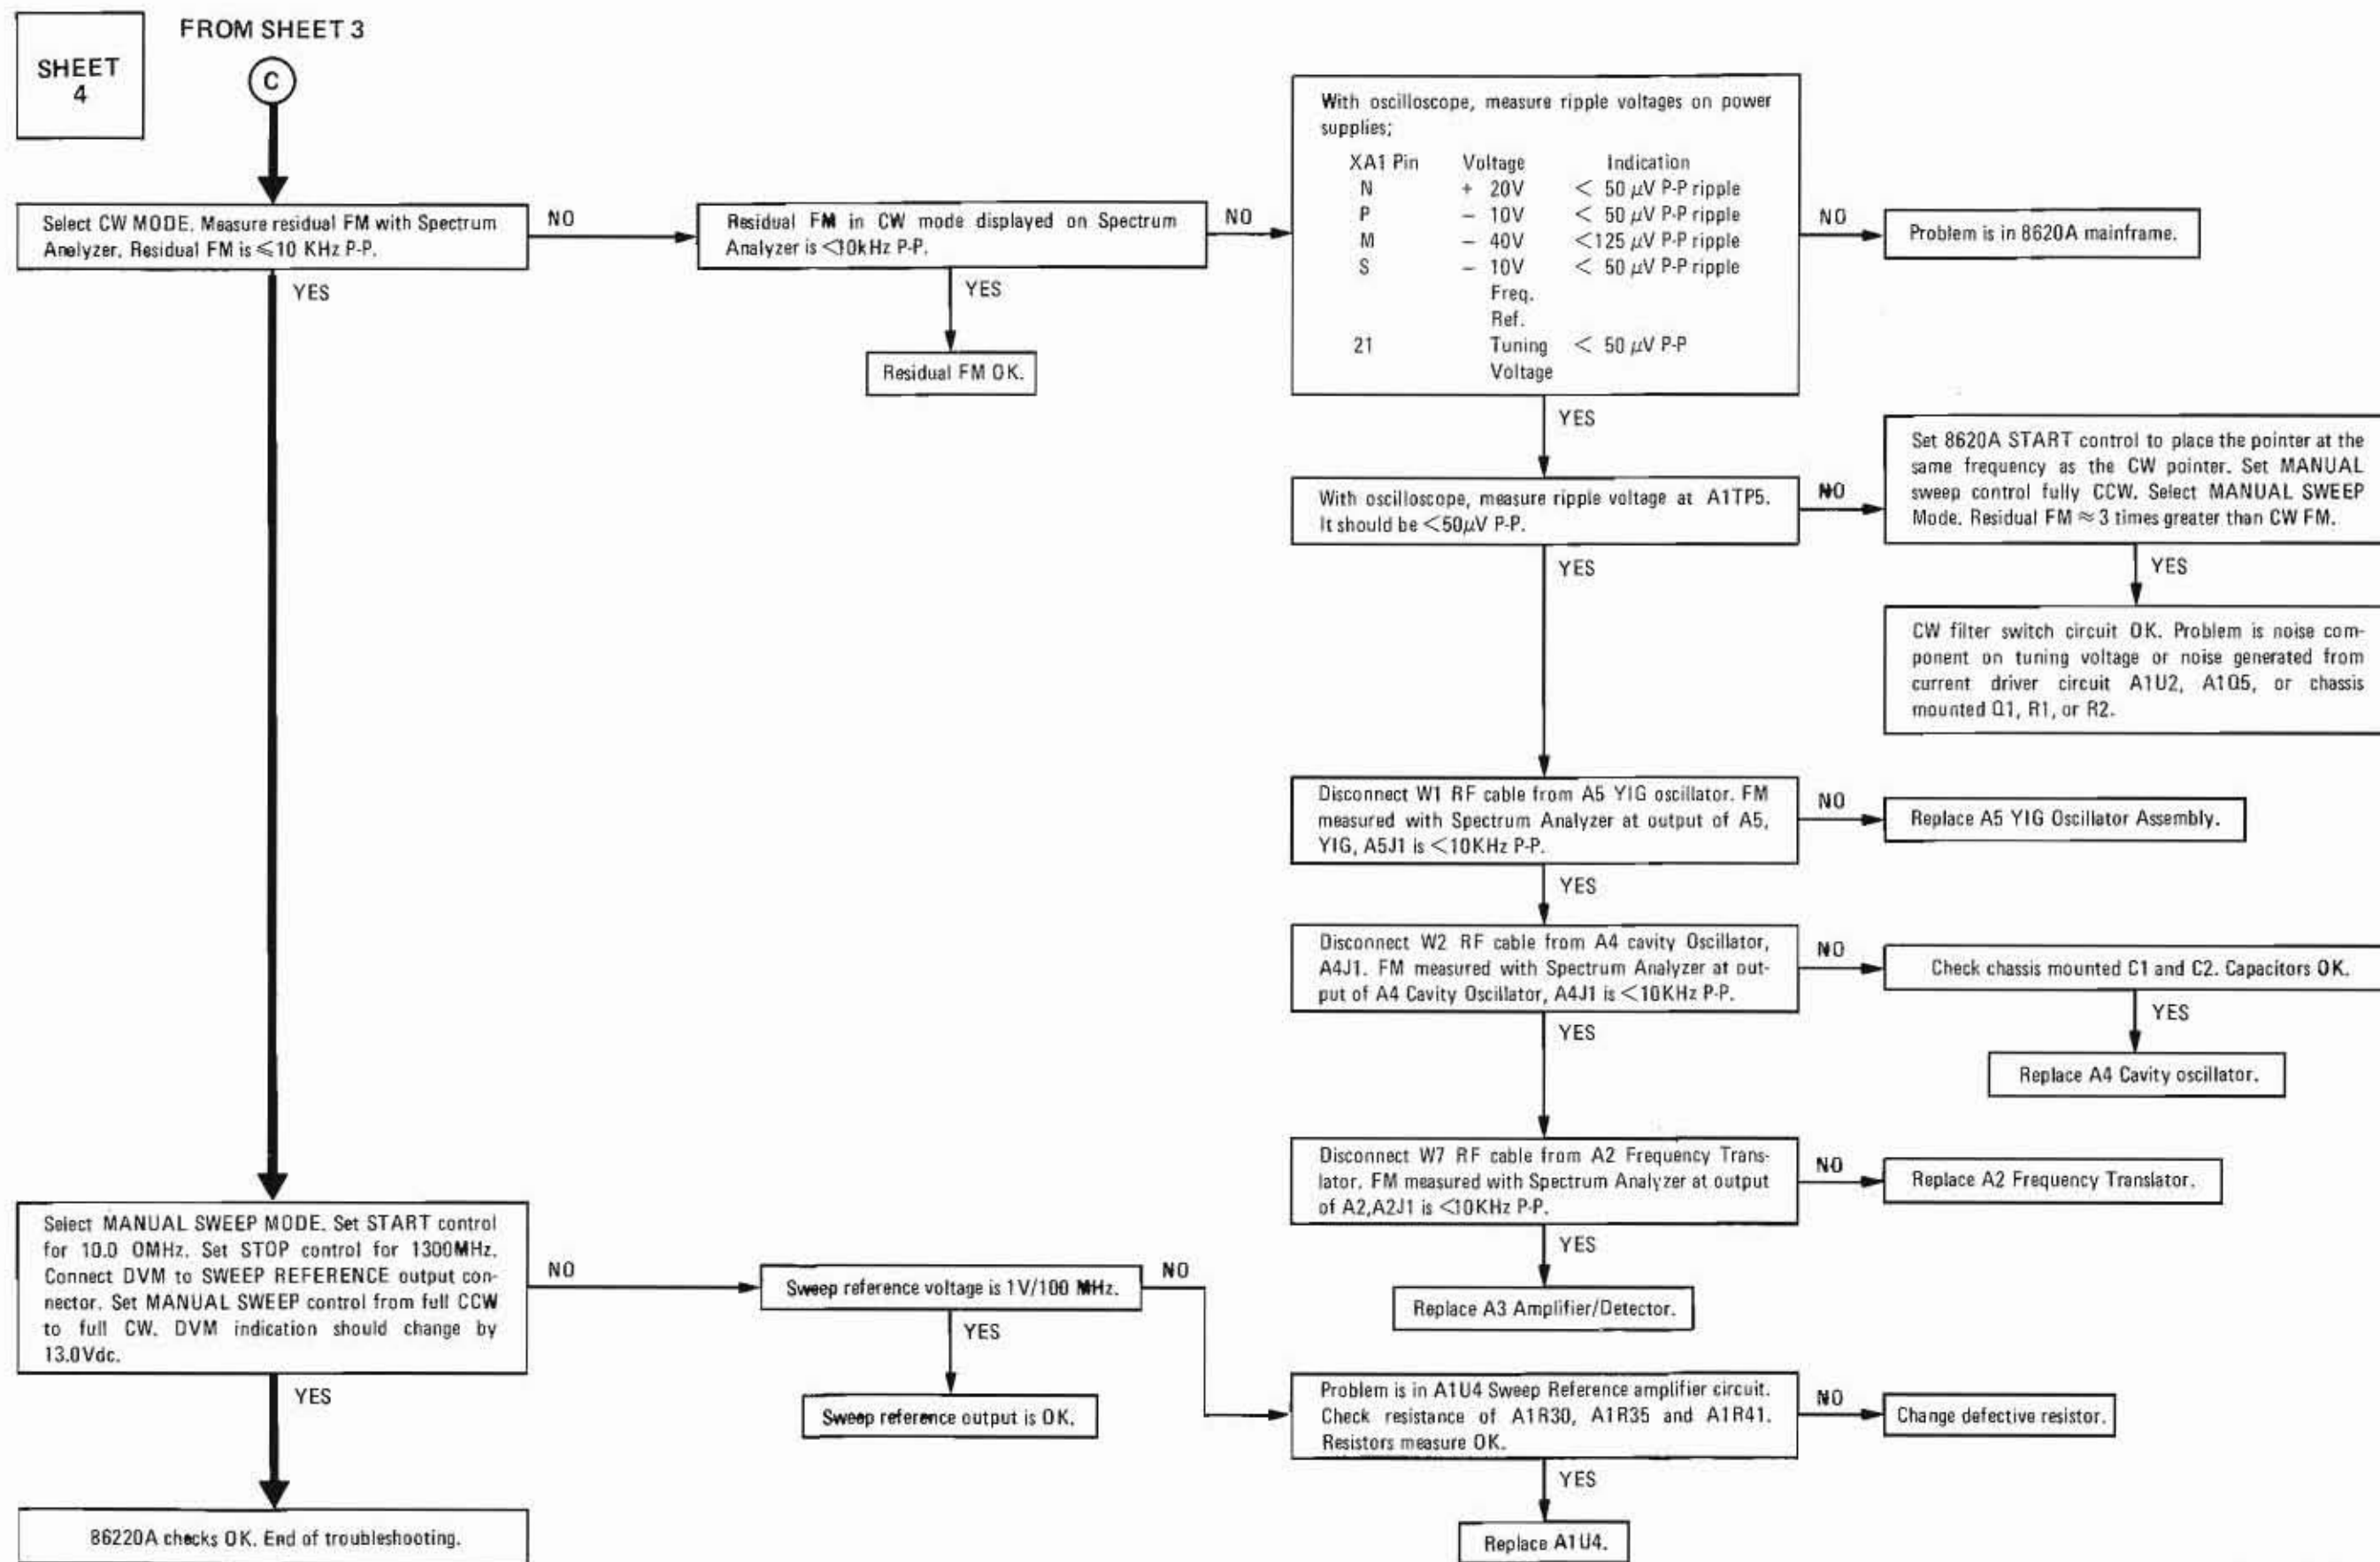 SHEET
4
FROM SHEET 3
C
Select CW MODE. Measure residual FM with Spectrum
Analyzer. Residual FM is ⩽10 KHz P-P.
NO
YES
Residual FM in CW mode displayed on Spectrum
Analyzer is <10kHz P-P.
NO
YES
Residual FM OK.
With oscilloscope, measure ripple voltages on power
supplies;
XA1 Pin Voltage Indication
N + 20V < 50 μV P-P ripple
P − 10V < 50 μV P-P ripple
M − 40V <125 μV P-P ripple
S − 10V < 50 μV P-P ripple
Freq.
Ref.
21 Tuning < 50 μV P-P
Voltage
NO
Problem is in 8620A mainframe.
YES
With oscilloscope, measure ripple voltage at A1TP5.
It should be <50μV P-P.
NO
Set 8620A START control to place the pointer at the
same frequency as the CW pointer. Set MANUAL
sweep control fully CCW. Select MANUAL SWEEP
Mode. Residual FM ≈ 3 times greater than CW FM.
YES
CW filter switch circuit OK. Problem is noise com-
ponent on tuning voltage or noise generated from
current driver circuit A1U2, A1Q5, or chassis
mounted Q1, R1, or R2.
YES
Disconnect W1 RF cable from A5 YIG oscillator. FM
measured with Spectrum Analyzer at output of A5,
YIG, A5J1 is <10KHz P-P.
NO
Replace A5 YIG Oscillator Assembly.
YES
Disconnect W2 RF cable from A4 cavity Oscillator,
A4J1. FM measured with Spectrum Analyzer at out-
put of A4 Cavity Oscillator, A4J1 is <10KHz P-P.
NO
Check chassis mounted C1 and C2. Capacitors OK.
YES
Replace A4 Cavity oscillator.
YES
Disconnect W7 RF cable from A2 Frequency Trans-
lator. FM measured with Spectrum Analyzer at output
of A2,A2J1 is <10KHz P-P.
NO
Replace A2 Frequency Translator.
YES
Replace A3 Amplifier/Detector.
Select MANUAL SWEEP MODE. Set START control
for 10.0 0MHz. Set STOP control for 1300MHz.
Connect DVM to SWEEP REFERENCE output con-
nector. Set MANUAL SWEEP control from full CCW
to full CW. DVM indication should change by
13.0Vdc.
NO
Sweep reference voltage is 1V/100 MHz.
NO
YES
Sweep reference output is OK.
Problem is in A1U4 Sweep Reference amplifier circuit.
Check resistance of A1R30, A1R35 and A1R41.
Resistors measure OK.
NO
Change defective resistor.
YES
Replace A1U4.
YES
86220A checks OK. End of troubleshooting.